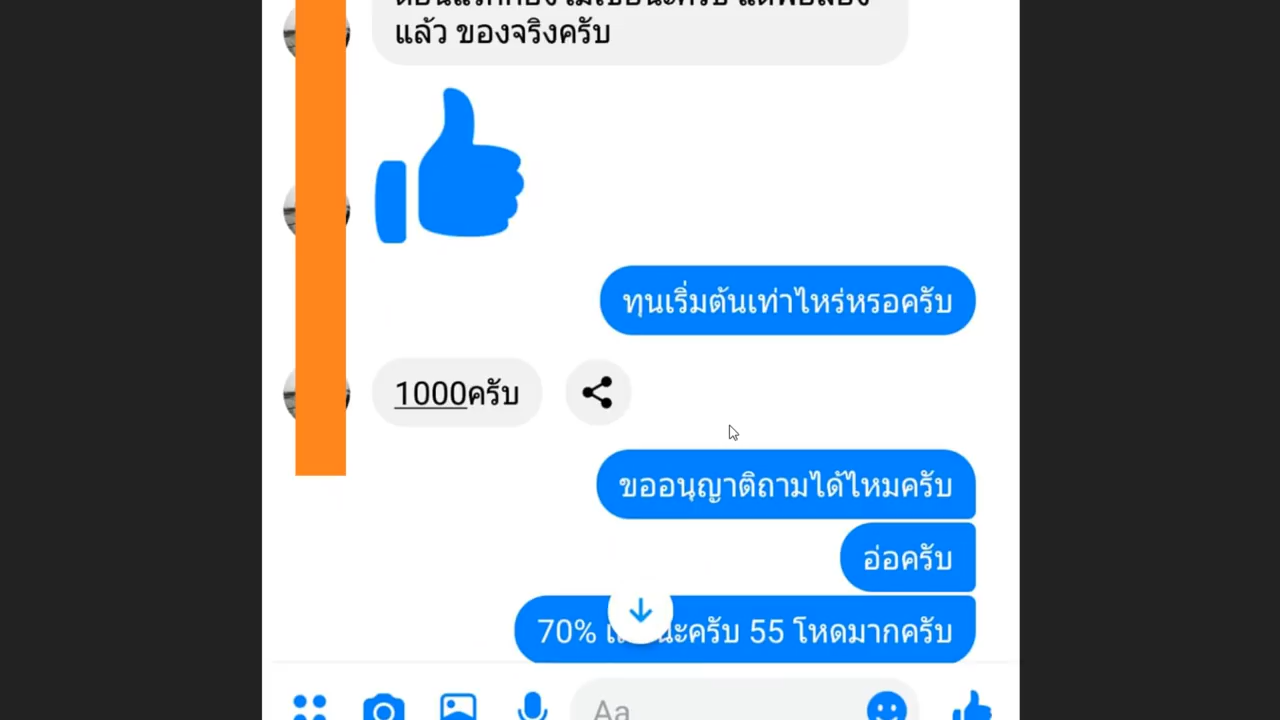 แล้ว ของจริงครับ
ทุนเริ่มต้นเท่าไหร่หรอครับ
1000ครับ
ขออนุญาติถามได้ไหมครับ
อ่อครับ
70% นะครับ 55 โหดมากครับ
Aa